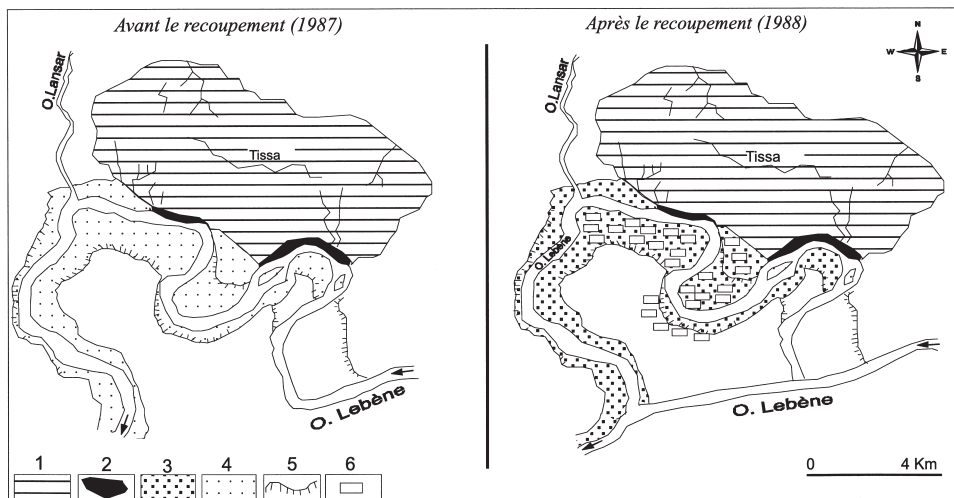 Avant le recoupement (1987)
Après le recoupement (1988)
N
W E
S
O.Lansar
Tissa
O. Lebène
O.Lansar
Tissa
O. Lebène
O. Lebène
1 2 3 4 5 6
0 4 Km